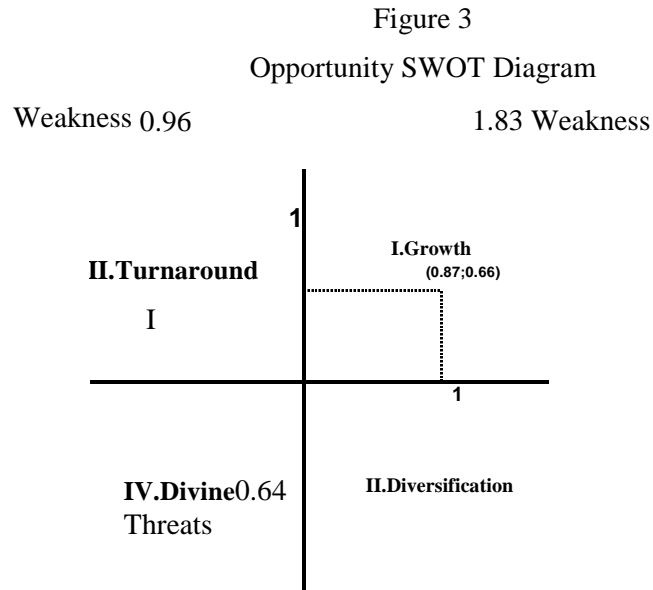 Figure 3
Opportunity SWOT Diagram
Weakness 0.96
1.83 Weakness
1
I.Growth
(0.87;0.66)
II.Turnaround
I
1
IV.Divine0.64
Threats
II.Diversification